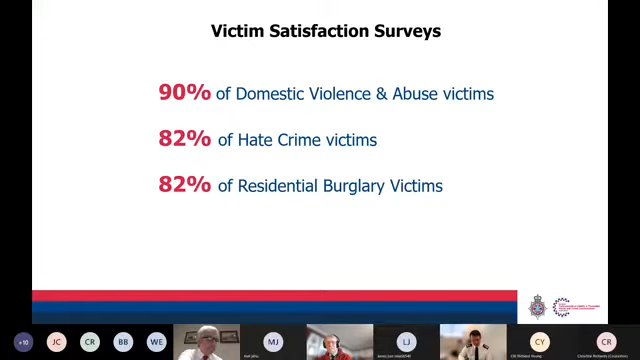 Victim Satisfaction Surveys
90% of Domestic Violence & Abuse victims
82% of Hate Crime victims
82% of Residential Burglary Victims
+10
JC
CR
BB
WE
MJ
LJ
CY
CR